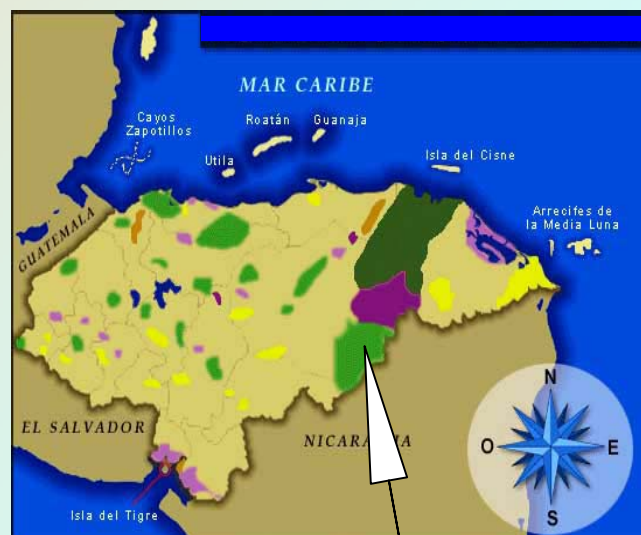 MAR CARIBE
Cayos
Zapotillos
Roatán
Guanaja
Utila
Isla del Cisne
Arrecifes de
la Media Luna
GUATEMALA
EL SALVADOR
NICARAGUA
Isla del Tigre
N
O
E
S